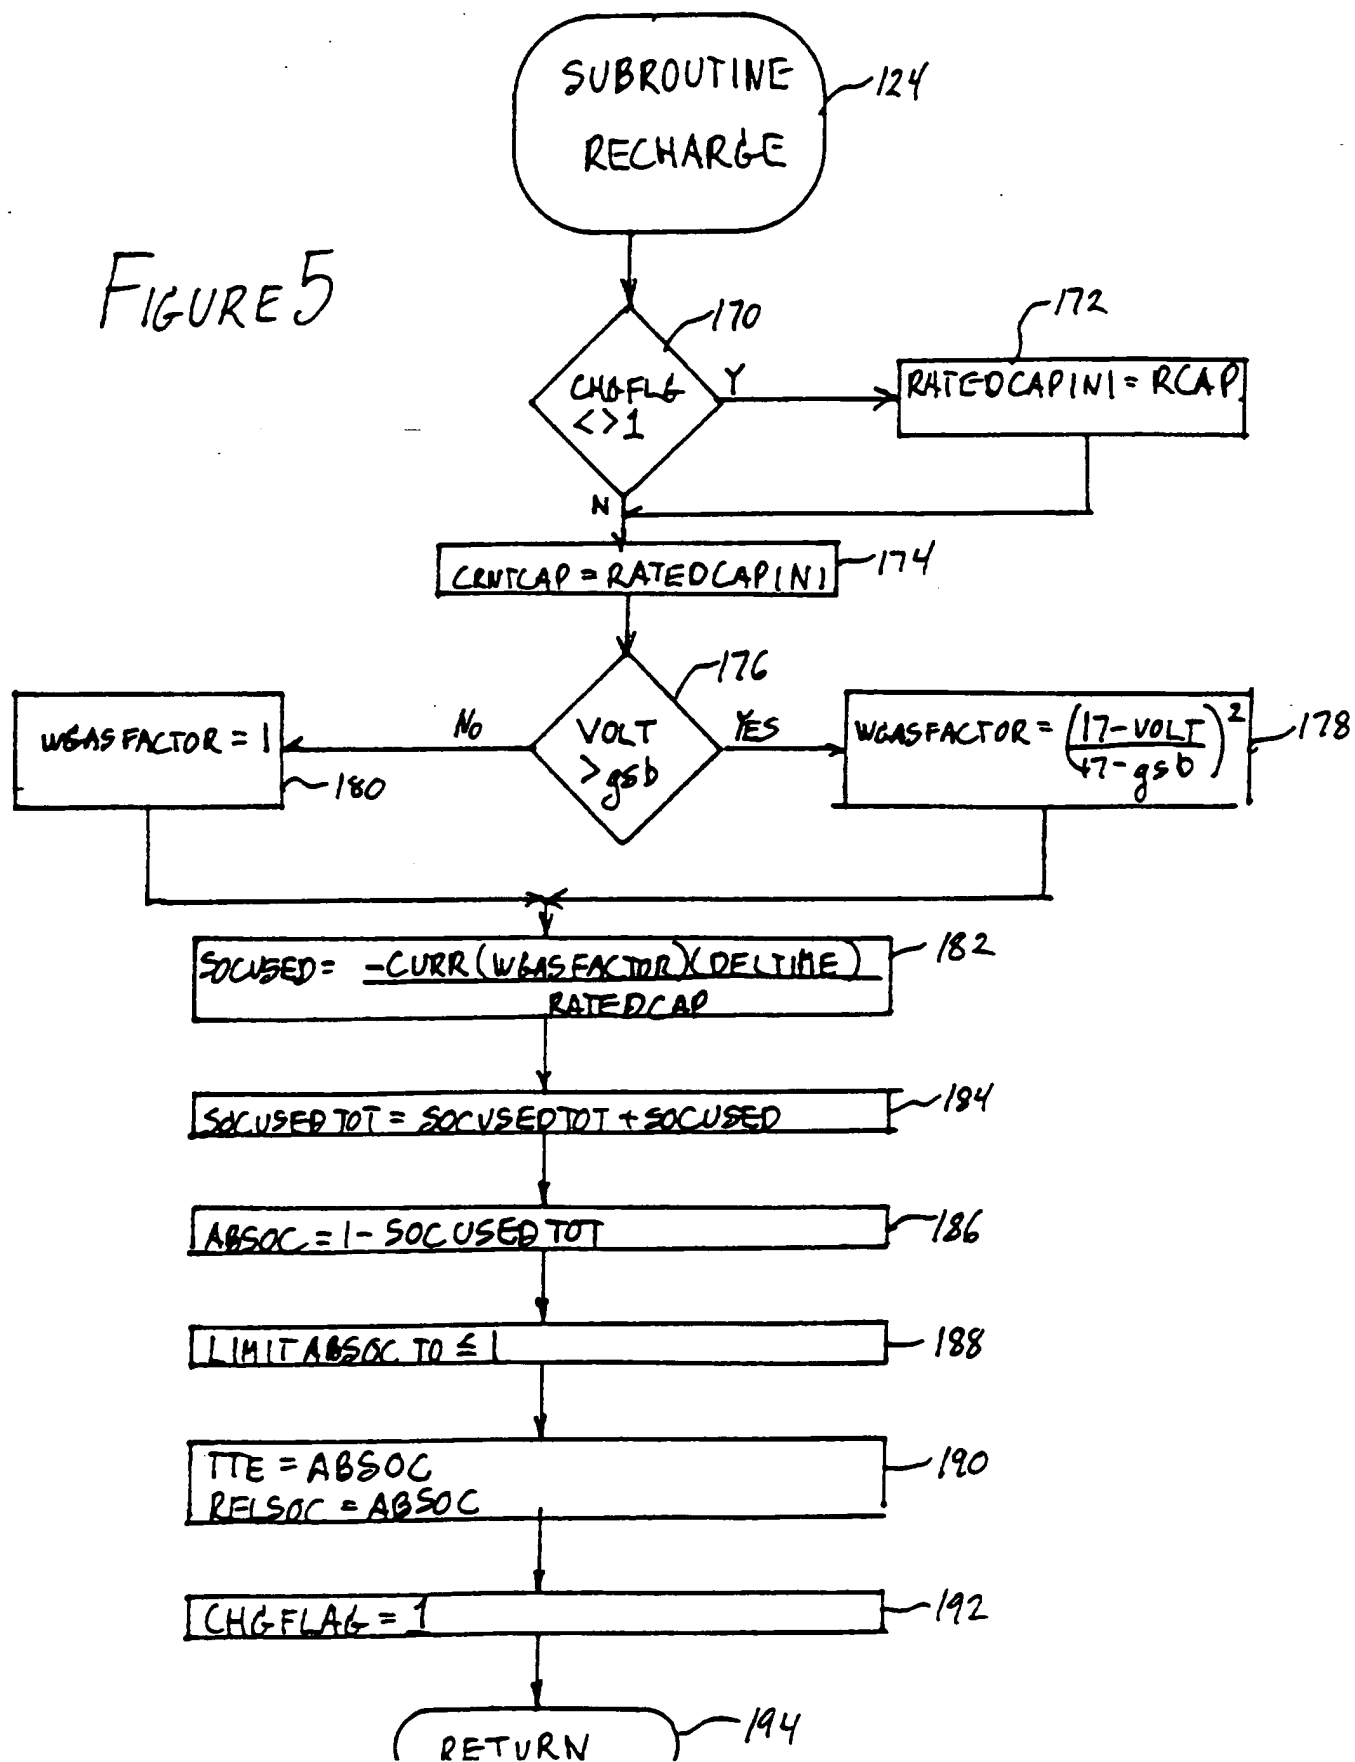 SUBROUTINE
RECHARGE
124
FIGURE 5
170
CHGFLG
<>1
Y
N
172
RATEDCAPINI = RCAP
CRNTCAP = RATEDCAPINI
174
176
VOLT
>gsb
No
YES
WGASFACTOR = 1
180
WGASFACTOR = (17-VOLT / 17-gsb)^2
178
SOCUSED = -CURR(WGASFACTOR)(DELTIME)
RATEDCAP
182
SOCUSEDTOT = SOCUSEDTOT + SOCUSED
184
ABSOC = 1 - SOCUSEDTOT
186
LIMIT ABSOC TO ≤ 1
188
TTE = ABSOC
RELSOC = ABSOC
190
CHGFLAG = 1
192
RETURN
194